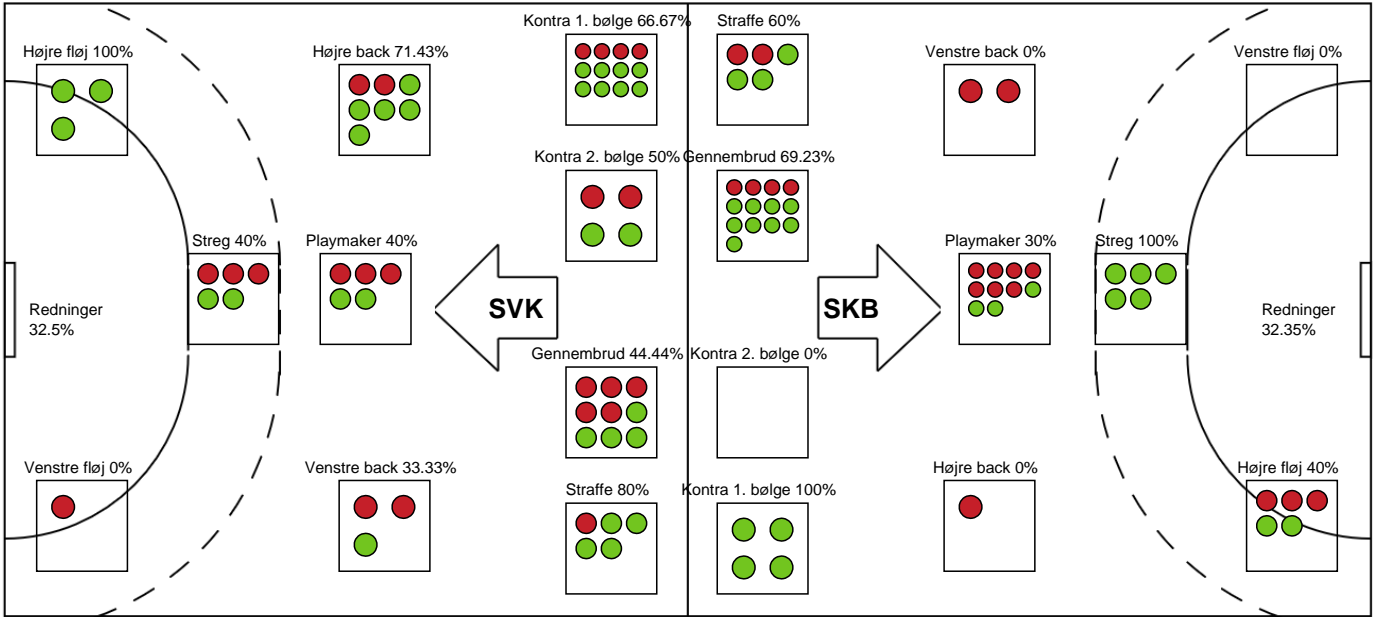 Kontra 1. bølge 66.67%
Straffe 60%
Højre fløj 100%
Højre back 71.43%
Venstre back 0%
Venstre fløj 0%
Kontra 2. bølge 50%
Gennembrud 69.23%
Streg 40%
Playmaker 40%
Playmaker 30%
Streg 100%
Redninger
32.5%
SVK
SKB
Redninger
32.35%
Gennembrud 44.44%
Kontra 2. bølge 0%
Venstre fløj 0%
Venstre back 33.33%
Højre back 0%
Højre fløj 40%
Straffe 80%
Kontra 1. bølge 100%